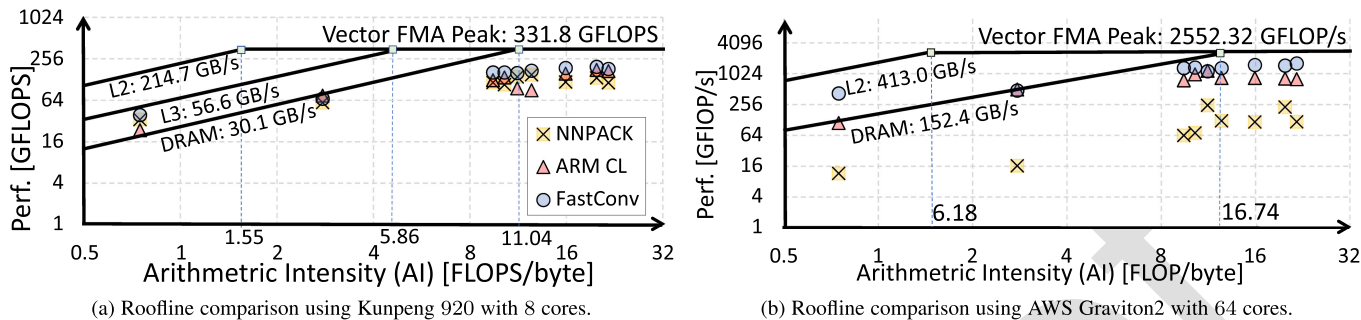 1024
256
64
16
4
1
Perf. [GFLOPS]
Vector FMA Peak: 331.8 GFLOPS
L2: 214.7 GB/s
L3: 56.6 GB/s
DRAM: 30.1 GB/s
NNPACK
ARM CL
FastConv
1.55 5.86 11.04
0.5 1 2 4 8 16 32
Arithmetric Intensity (AI) [FLOPS/byte]
(a) Roofline comparison using Kunpeng 920 with 8 cores.
4096
1024
256
64
16
4
1
Perf. [GFlOP/s]
Vector FMA Peak: 2552.32 GFLOP/s
L2: 413.0 GB/s
DRAM: 152.4 GB/s
6.18 16.74
0.5 1 2 4 8 16 32
Arithmetric Intensity (AI) [FLOP/byte]
(b) Roofline comparison using AWS Graviton2 with 64 cores.